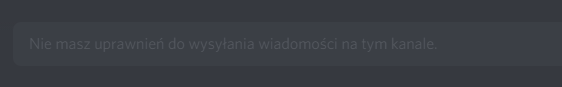 Nie masz uprawnień do wysyłania wiadomości na tym kanale.